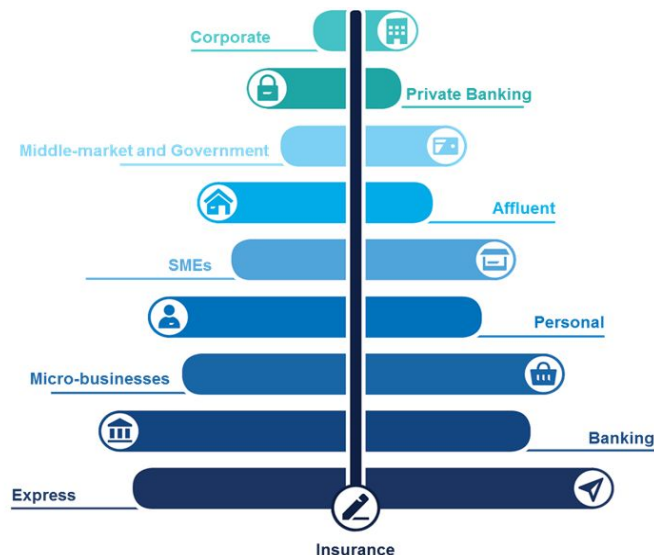 Corporate
Private Banking
Middle-market and Government
Affluent
SMEs
Personal
Micro-businesses
Banking
Express
Insurance